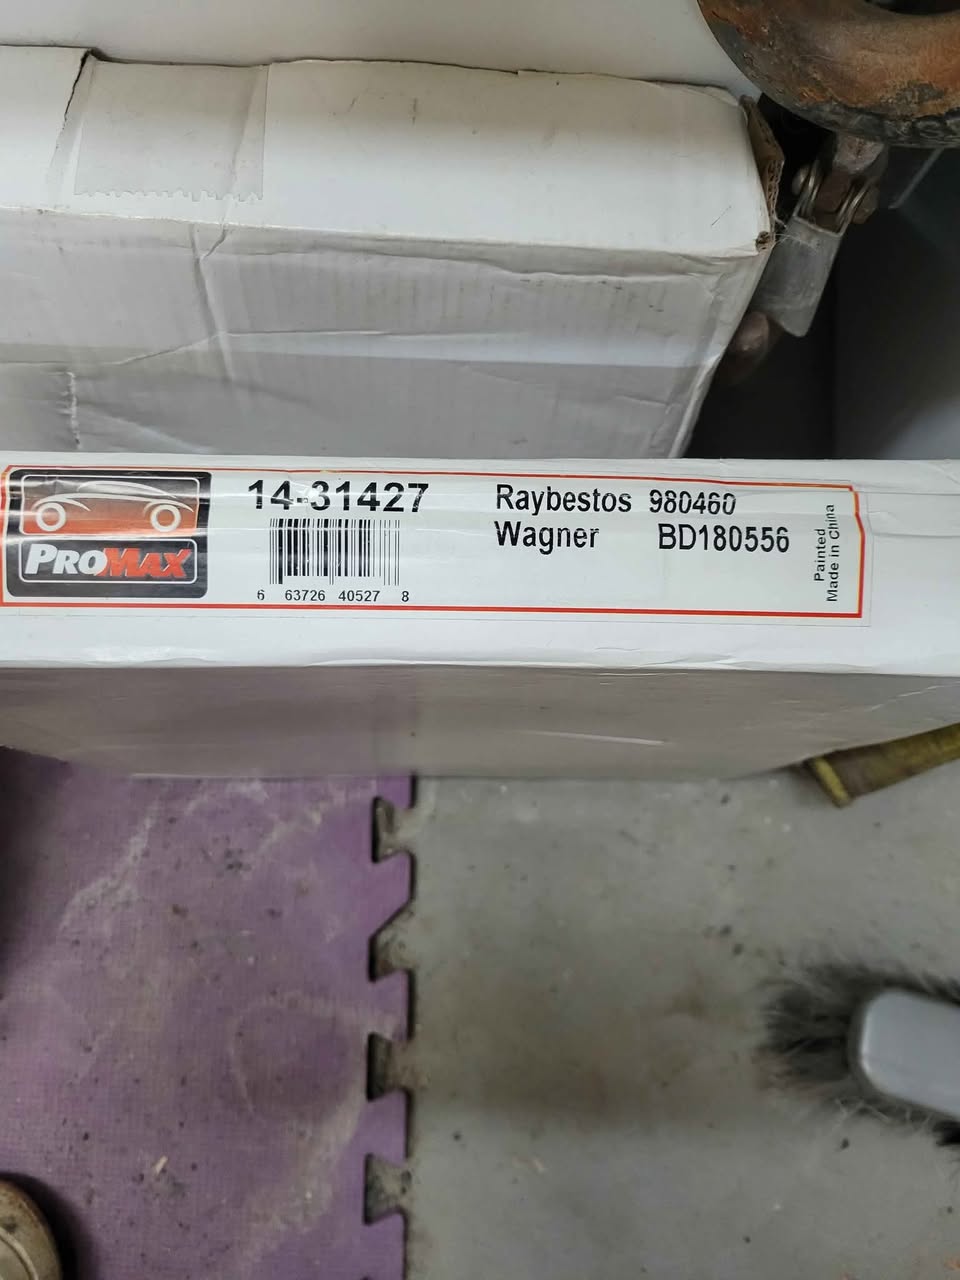 PROMAX
14-31427
6 63726 40527 8
Raybestos 980460
Wagner BD180556
Painted
Made in China